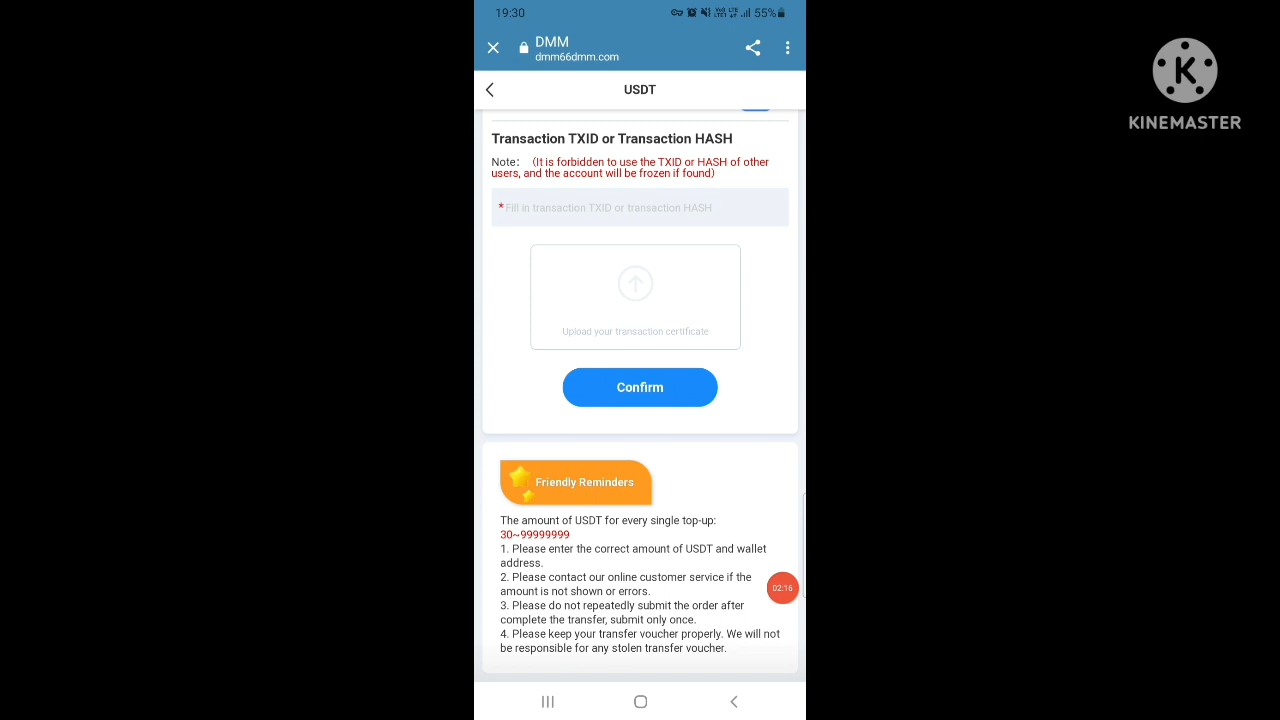 19:30
55%
DMM
dmm66dmm.com
KINEMASTER
USDT
Transaction TXID or Transaction HASH
Note: (It is forbidden to use the TXID or HASH of other
users, and the account will be frozen if found)
* Fill in transaction TXID or transaction HASH
Upload your transaction certificate
Confirm
Friendly Reminders
The amount of USDT for every single top-up:
30~99999999
1. Please enter the correct amount of USDT and wallet
address.
2. Please contact our online customer service if the
amount is not shown or errors.
02:16
3. Please do not repeatedly submit the order after
complete the transfer, submit only once.
4. Please keep your transfer voucher properly. We will not
be responsible for any stolen transfer voucher.